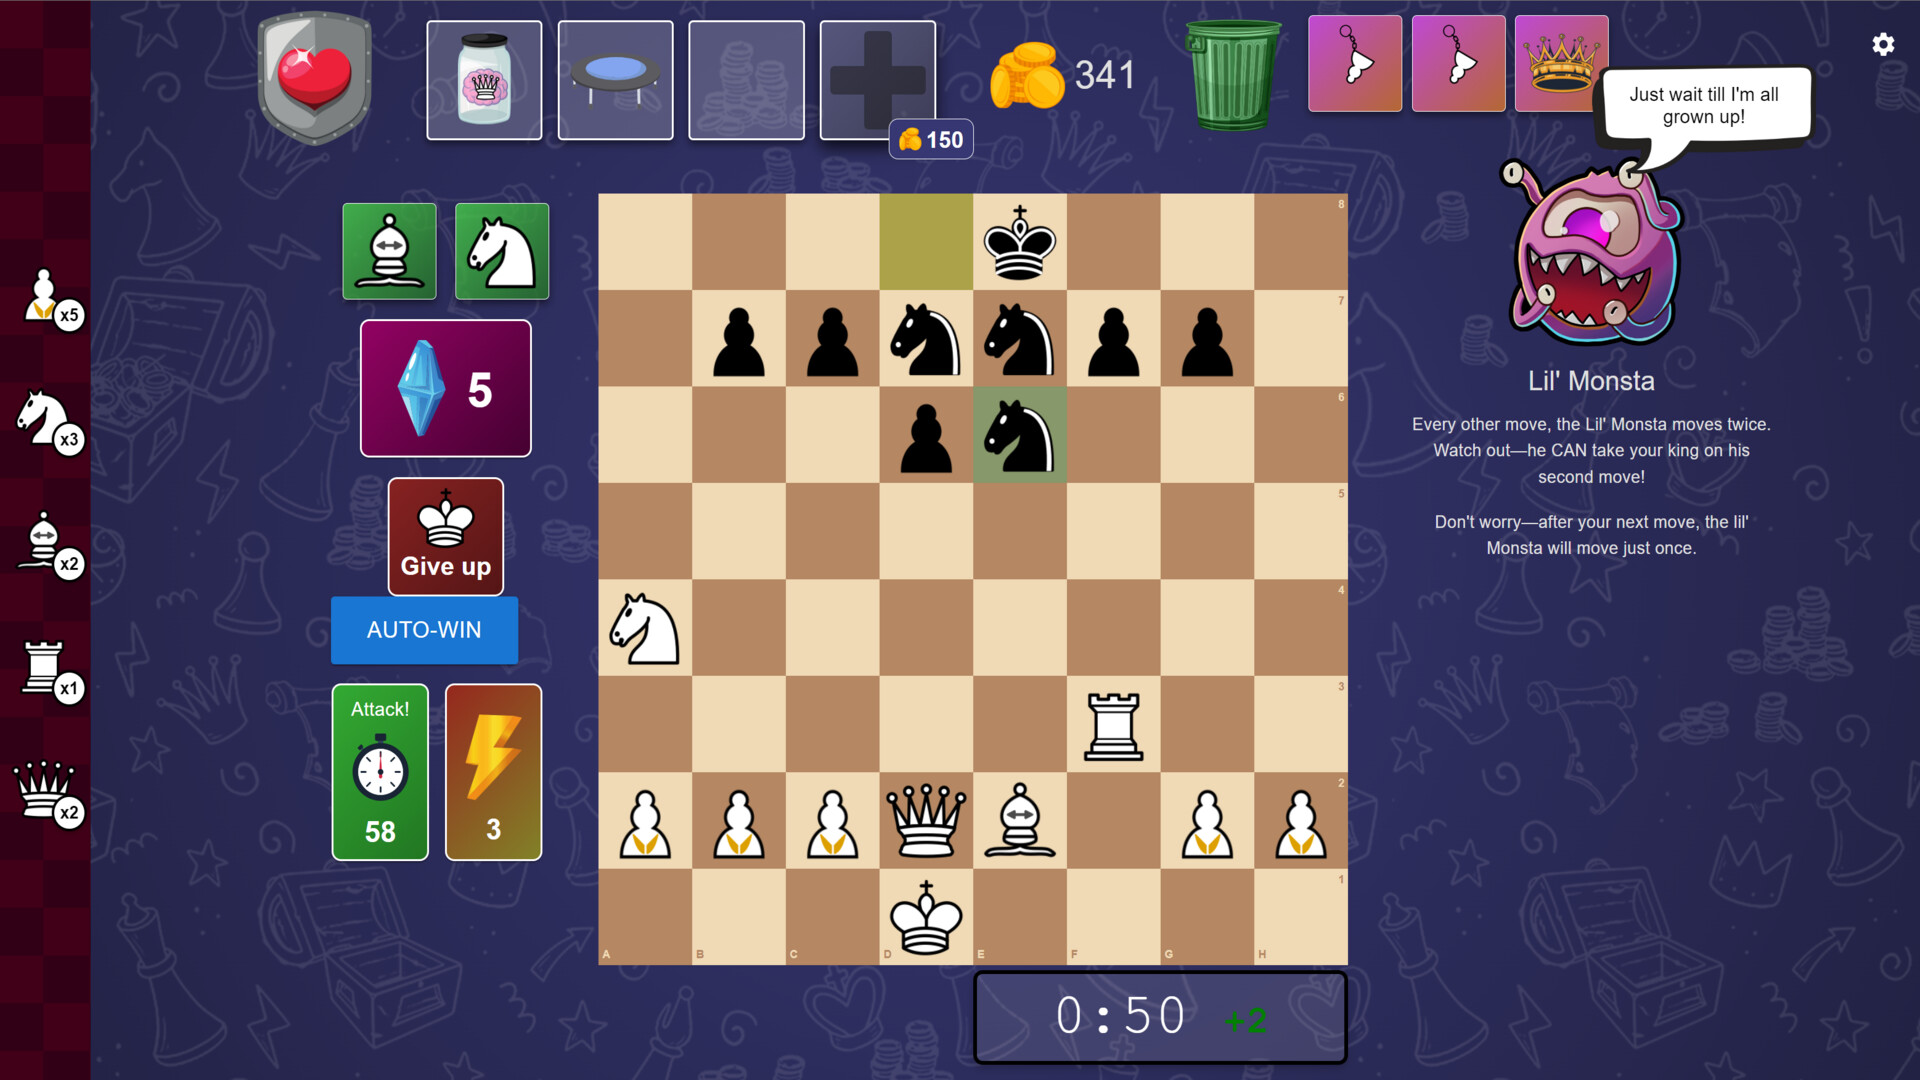 341
150
Just wait till I'm all
grown up!
x5
x3
x2
x1
x2
5
Give up
AUTO-WIN
Attack!
58
3
8
7
6
5
4
3
2
1
A
B
C
D
E
F
G
H
0:50 +2
Lil' Monsta
Every other move, the Lil' Monsta moves twice.
Watch out—he CAN take your king on his
second move!
Don't worry—after your next move, the lil'
Monsta will move just once.